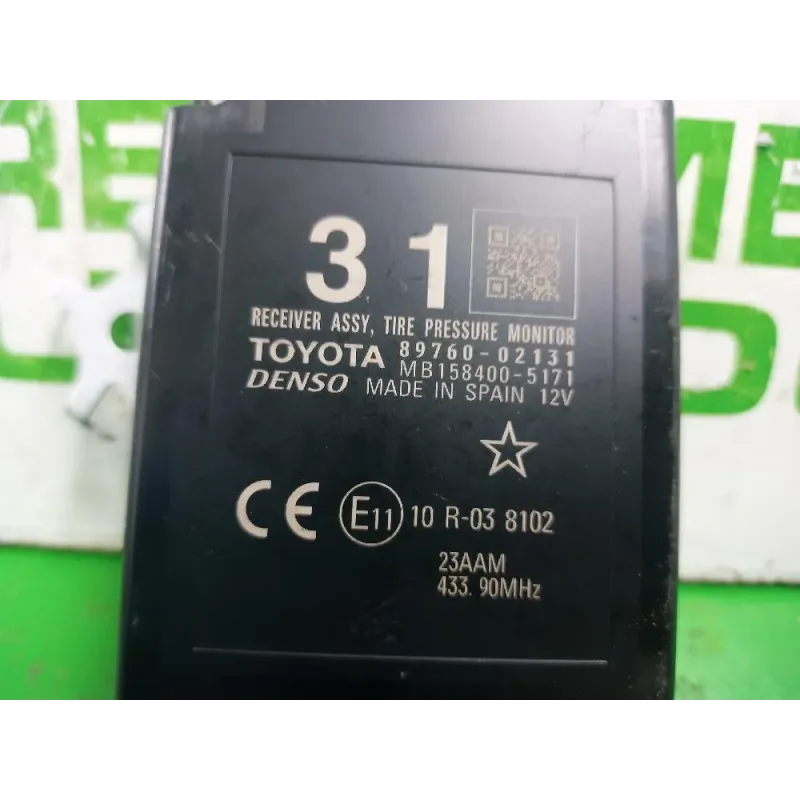 31
RECEIVER ASSY, TIRE PRESSURE MONITOR
TOYOTA 89760-02131
MB158400-5171
DENSO MADE IN SPAIN 12V
CE E11 10 R-03 8102
23AAM
433.90MHz